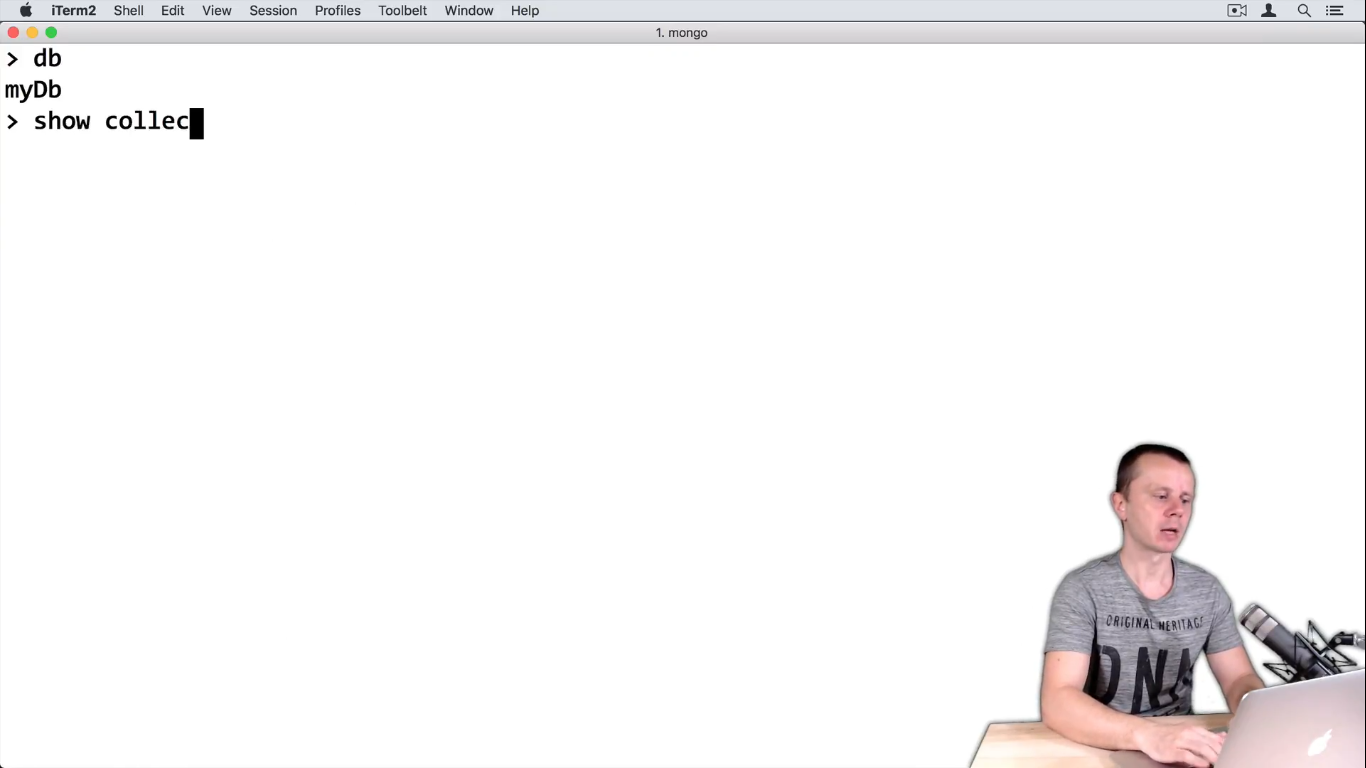 iTerm2 Shell Edit View Session Profiles Toolbelt Window Help
1. mongo
> db
myDb
> show collec
ORIGINAL HERITAGE
DNA